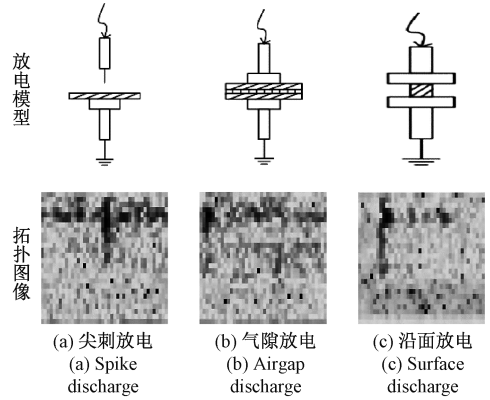 放电模型
拓扑图像
(a) 尖刺放电
(a) Spike
discharge
(b) 气隙放电
(b) Airgap
discharge
(c) 沿面放电
(c) Surface
discharge